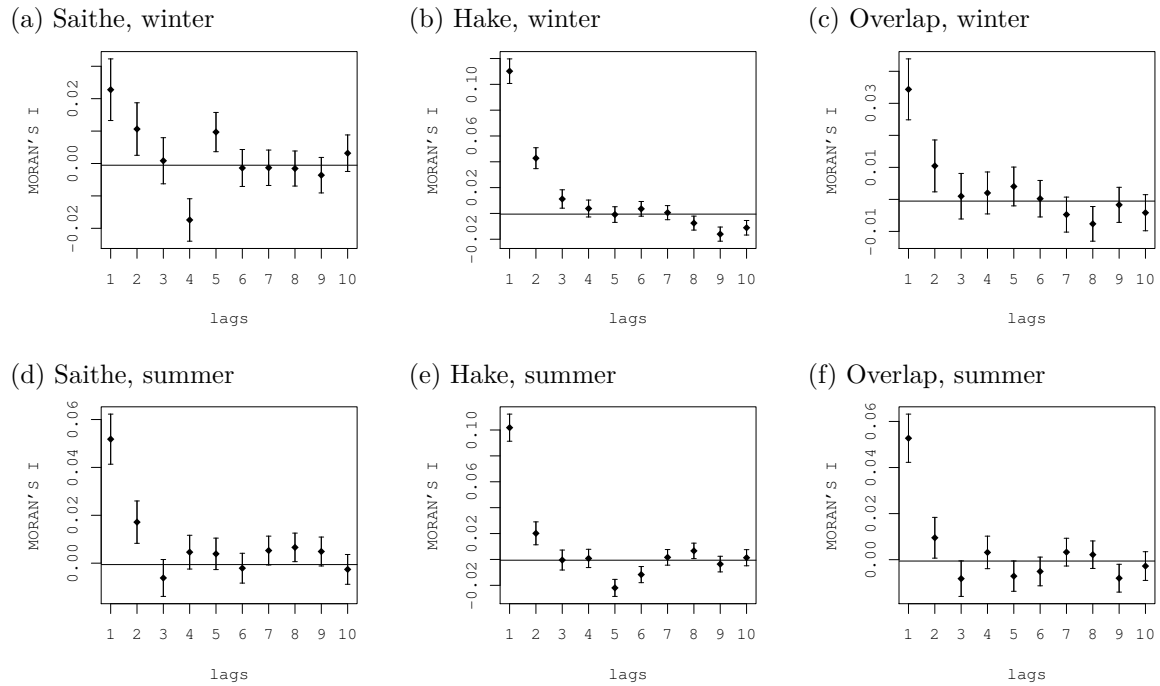 (a) Saithe, winter
MORAN'S I
0.02
0.00
−0.02
1 2 3 4 5 6 7 8 9 10
lags
(b) Hake, winter
MORAN'S I
0.10
0.06
0.02
−0.02
1 2 3 4 5 6 7 8 9 10
lags
(c) Overlap, winter
MORAN'S I
0.03
0.01
−0.01
1 2 3 4 5 6 7 8 9 10
lags
(d) Saithe, summer
MORAN'S I
0.06
0.04
0.02
0.00
1 2 3 4 5 6 7 8 9 10
lags
(e) Hake, summer
MORAN'S I
0.10
0.06
0.02
−0.02
1 2 3 4 5 6 7 8 9 10
lags
(f) Overlap, summer
MORAN'S I
0.06
0.04
0.02
0.00
1 2 3 4 5 6 7 8 9 10
lags